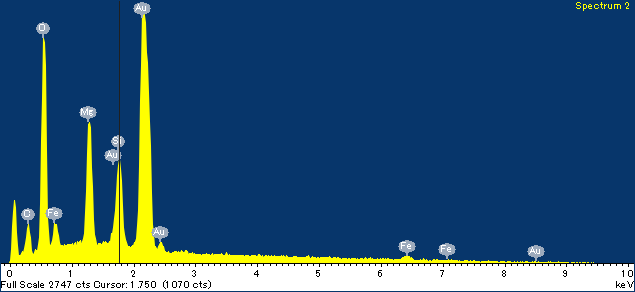 Spectrum 2
Au
O
Mg
Si
Au
O
Fe
Au
Fe
Fe
Au
0 1 2 3 4 5 6 7 8 9 10
Full Scale 2747 cts Cursor: 1.750 (1070 cts) keV